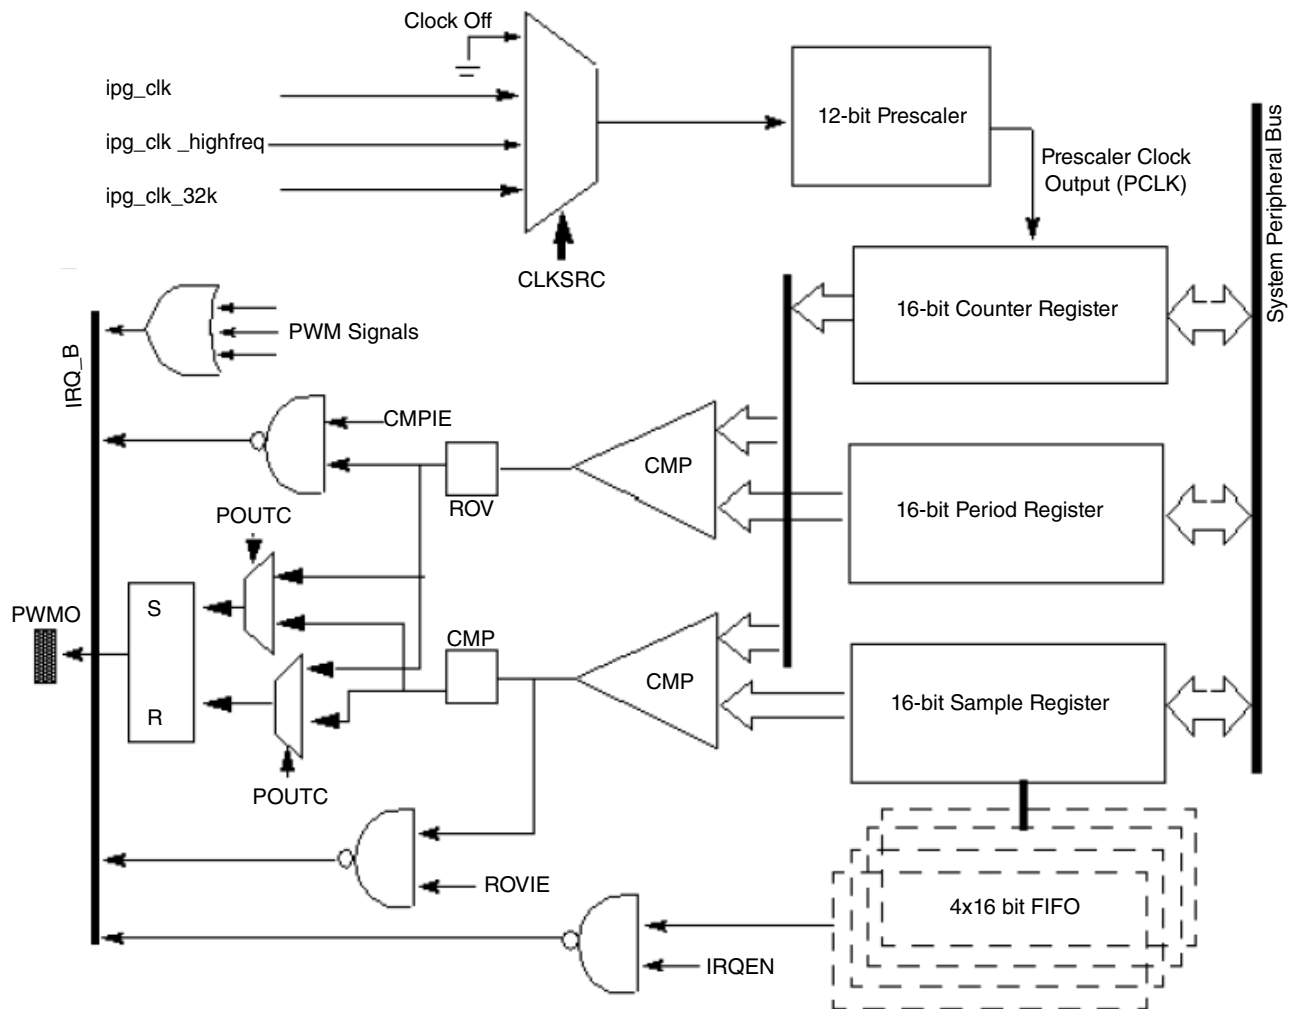 Clock Off
ipg_clk
ipg_clk _highfreq
ipg_clk_32k
CLKSRC
12-bit Prescaler
Prescaler Clock
Output (PCLK)
System Peripheral Bus
16-bit Counter Register
PWM Signals
IRQ_B
CMPIE
CMP
ROV
16-bit Period Register
POUTC
S
R
PWMO
CMP
CMP
16-bit Sample Register
POUTC
ROVIE
4x16 bit FIFO
IRQEN